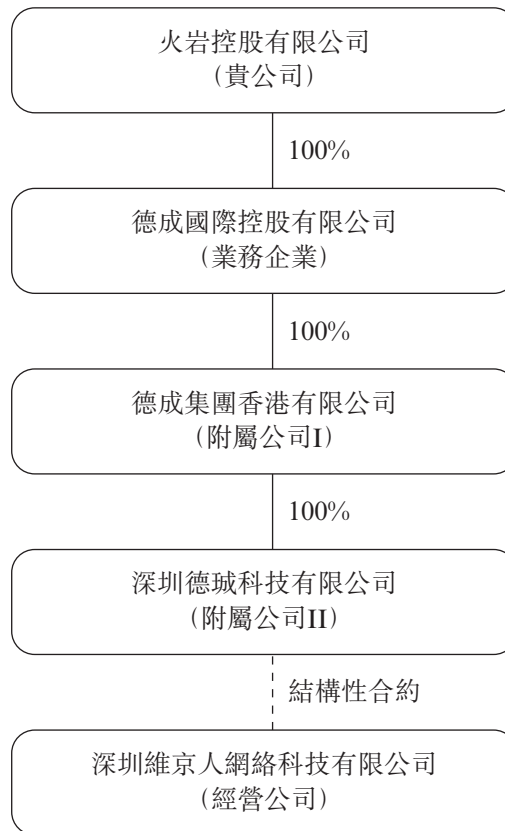 火岩控股有限公司
（貴公司）
100%
德成國際控股有限公司
（業務企業）
100%
德成集團香港有限公司
（附屬公司I）
100%
深圳德珹科技有限公司
（附屬公司II）
結構性合約
深圳維京人網絡科技有限公司
（經營公司）